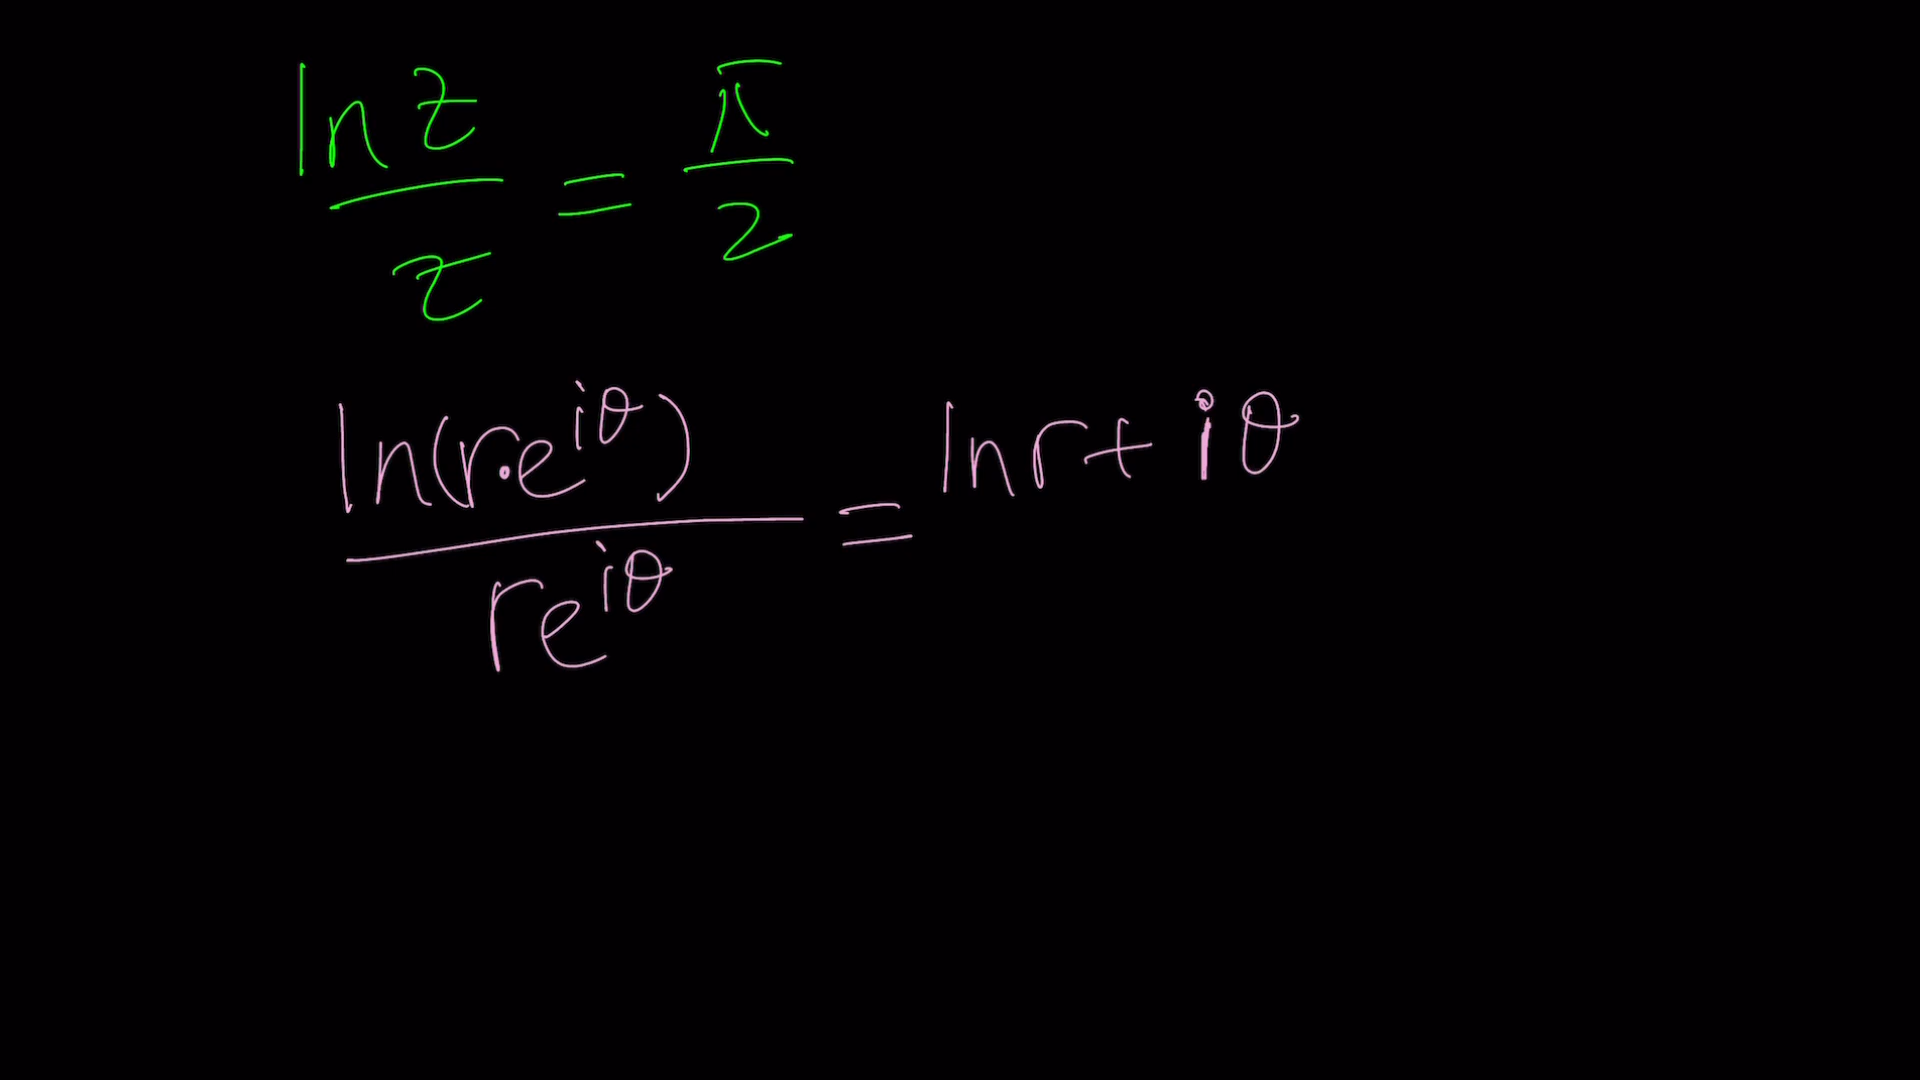 ln z / z = π / 2
ln(r·e^{iθ}) / re^{iθ} = ln r + iθ